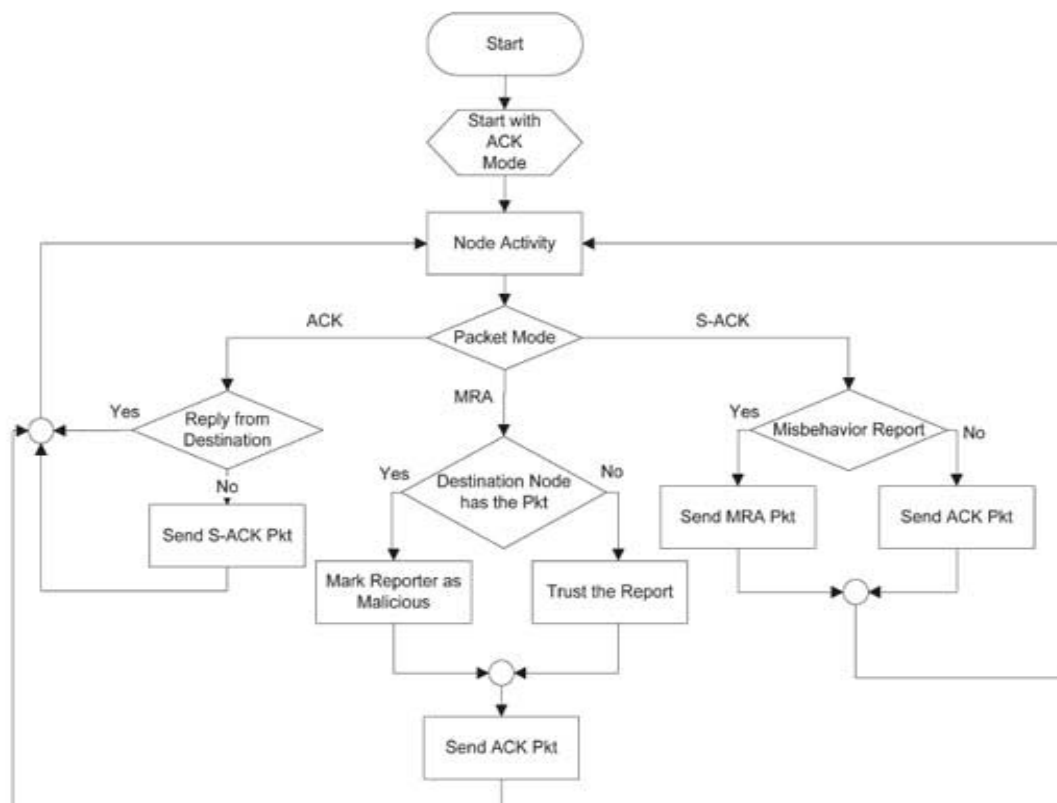 Start
Start with
ACK
Mode
Node Activity
ACK
Packet Mode
S-ACK
MRA
Yes
Reply from
Destination
No
Send S-ACK Pkt
Yes
Destination Node
has the Pkt
No
Mark Reporter as
Malicious
Trust the Report
Send ACK Pkt
Yes
Misbehavior Report
No
Send MRA Pkt
Send ACK Pkt